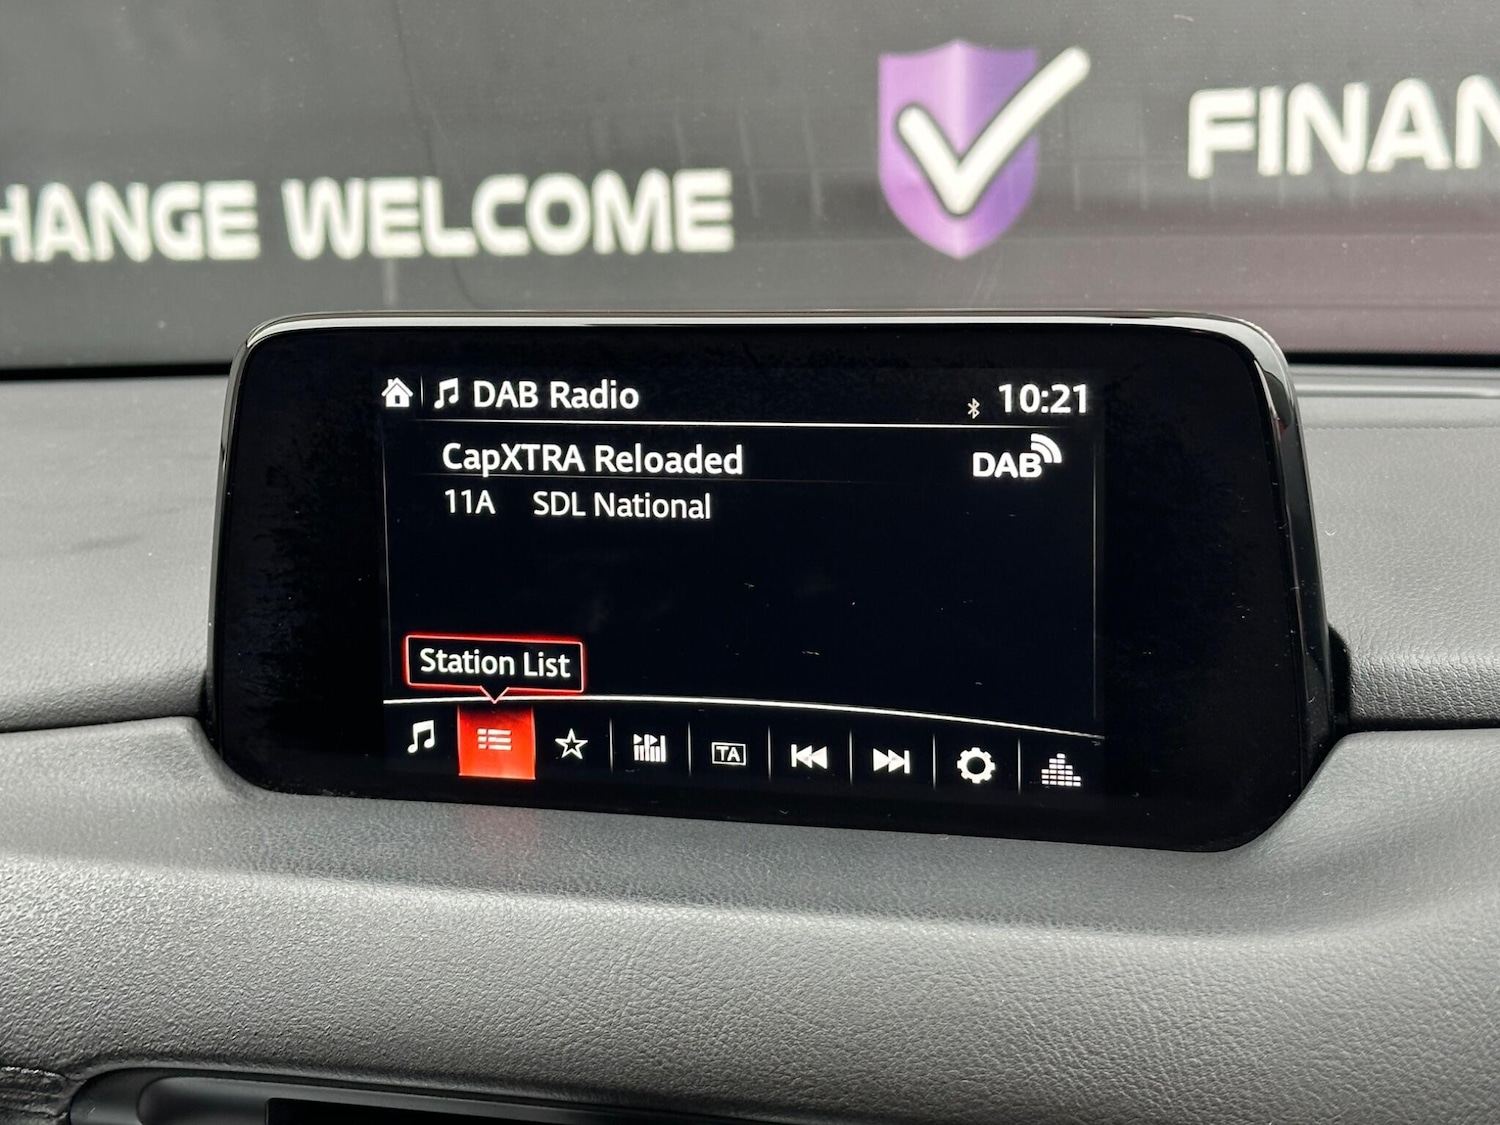 HANGE WELCOME
FINAN
DAB Radio
10:21
CapXTRA Reloaded
DAB
11A SDL National
Station List
TA